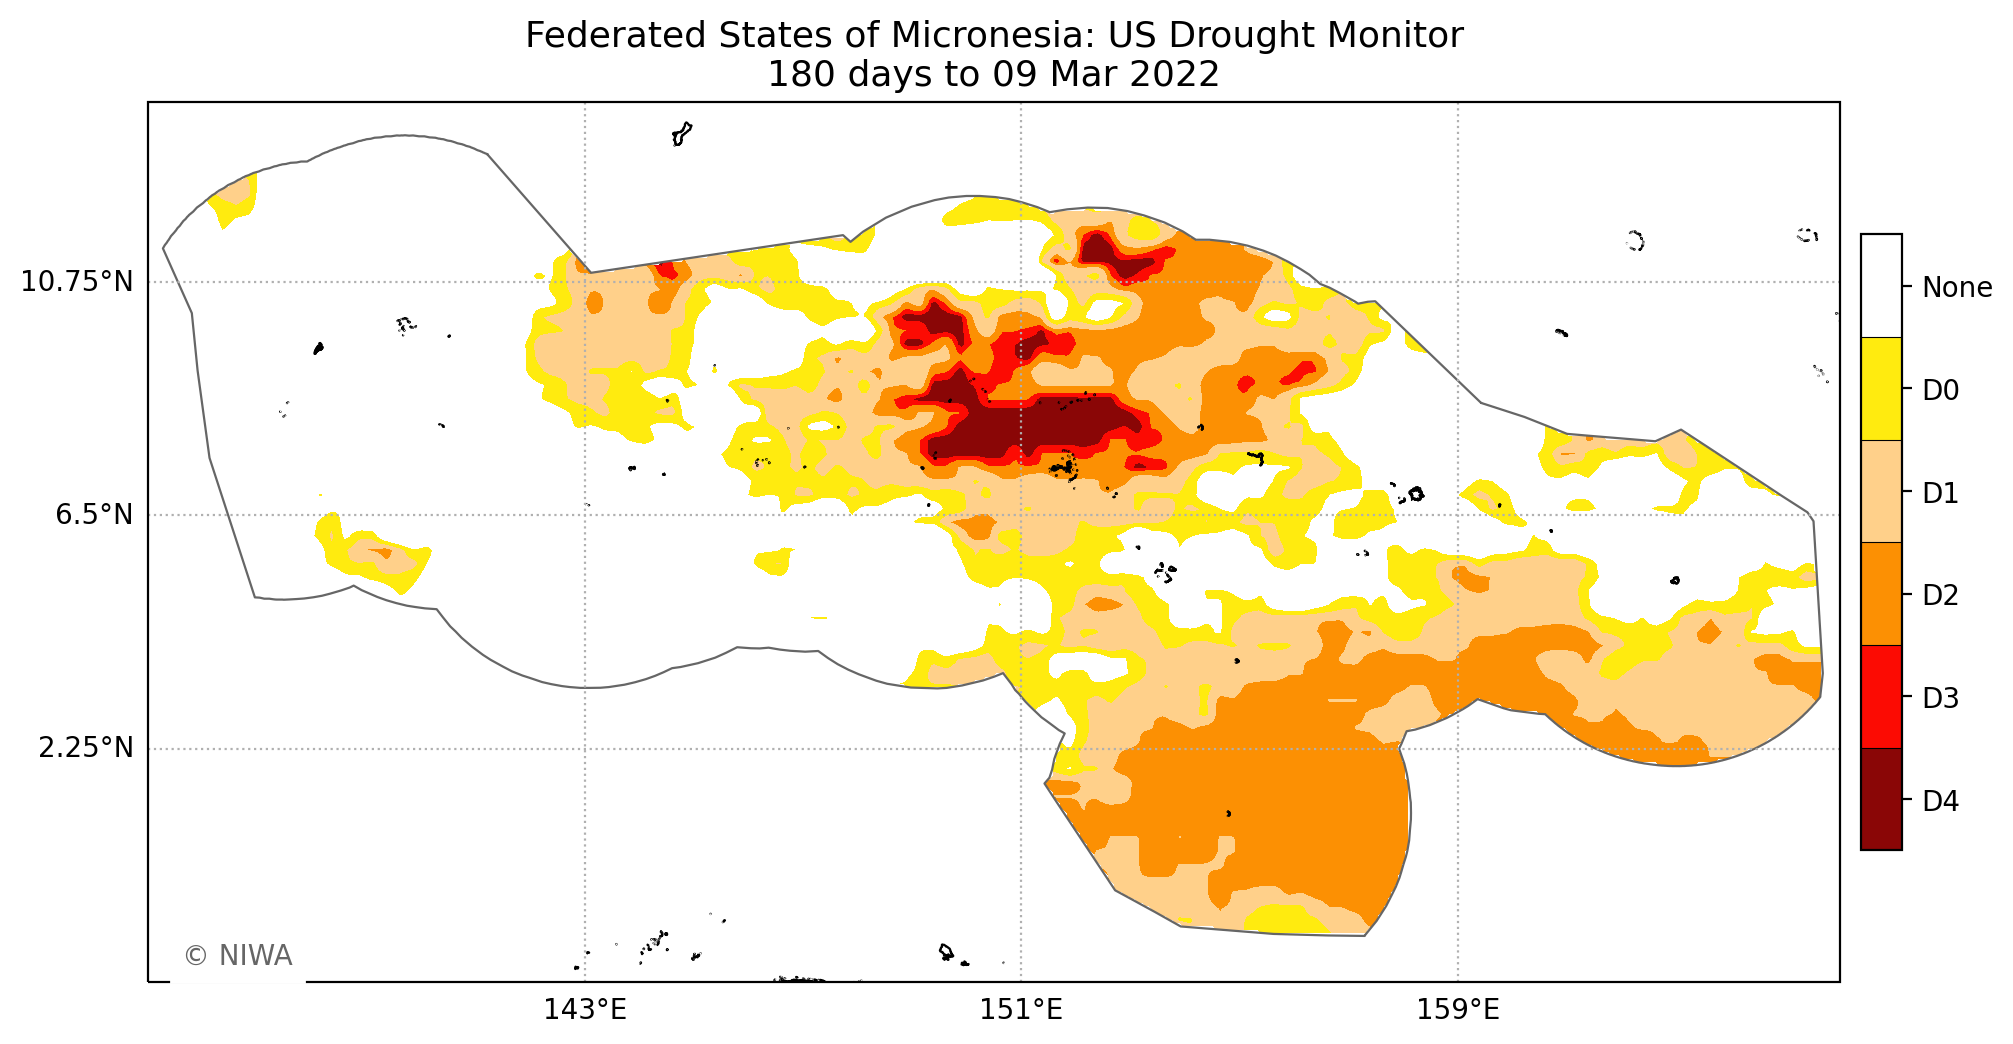 Federated States of Micronesia: US Drought Monitor
180 days to 09 Mar 2022
10.75°N
6.5°N
2.25°N
143°E
151°E
159°E
None
D0
D1
D2
D3
D4
© NIWA